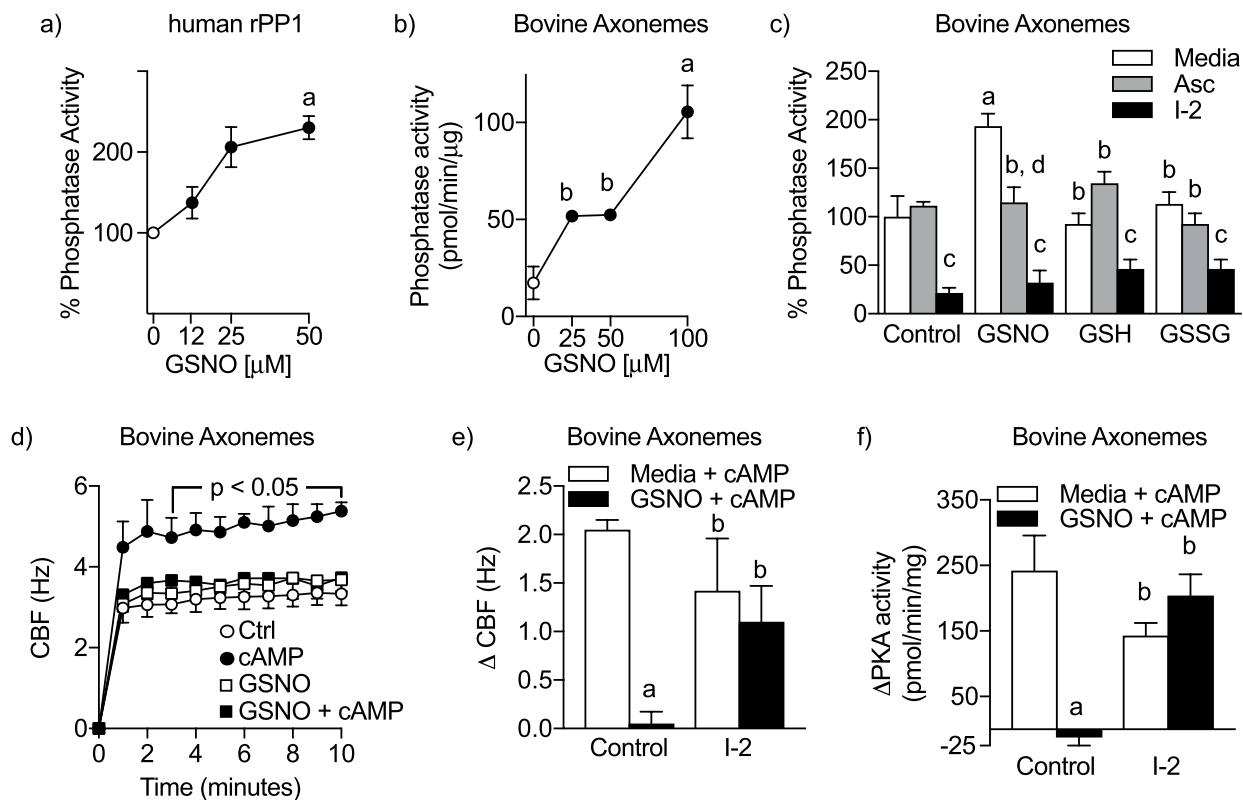 a)
human rPP1
% Phosphatase Activity
200
100
a
0 12 25 50
GSNO [μM]
b)
Bovine Axonemes
Phosphatase activity
(pmol/min/μg)
100
50
0
b
b
a
0 25 50 100
GSNO [μM]
c)
Bovine Axonemes
Media
Asc
I-2
% Phosphatase Activity
250
200
150
100
50
0
c
a
b, d
c
b
b
c
b
b
c
Control GSNO GSH GSSG
d)
Bovine Axonemes
CBF (Hz)
6
4
2
0
p < 0.05
Ctrl
cAMP
GSNO
GSNO + cAMP
0 2 4 6 8 10
Time (minutes)
e)
Bovine Axonemes
Media + cAMP
GSNO + cAMP
Δ CBF (Hz)
2.5
2.0
1.5
1.0
0.5
0.0
a
b
b
Control I-2
f)
Bovine Axonemes
Media + cAMP
GSNO + cAMP
ΔPKA activity
(pmol/min/mg)
350
250
150
50
-25
a
b
b
Control I-2